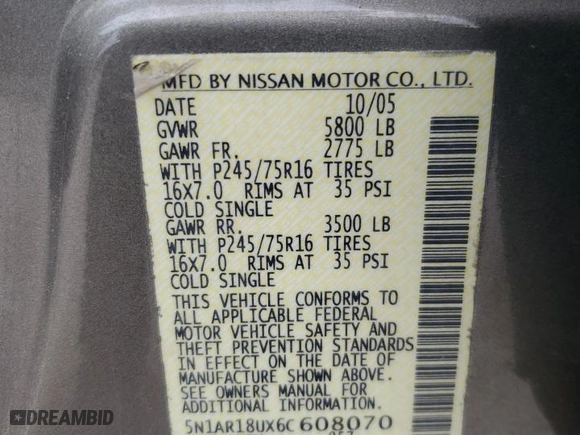 MFD BY NISSAN MOTOR CO., LTD.
DATE 10/05
GVWR 5800 LB
GAWR FR. 2775 LB
WITH P245/75R16 TIRES
16X7.0 RIMS AT 35 PSI
COLD SINGLE
GAWR RR. 3500 LB
WITH P245/75R16 TIRES
16X7.0 RIMS AT 35 PSI
COLD SINGLE
THIS VEHICLE CONFORMS TO
ALL APPLICABLE FEDERAL
MOTOR VEHICLE SAFETY AND
THEFT PREVENTION STANDARDS
IN EFFECT ON THE DATE OF
MANUFACTURE SHOWN ABOVE.
SEE OWNERS MANUAL FOR
ADDITIONAL INFORMATION
5N1AR18UX6C608070
DREAMBID